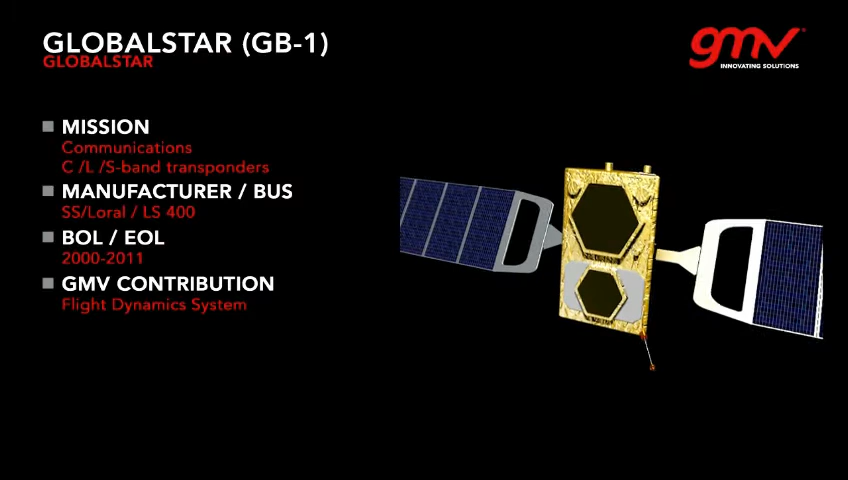 GLOBALSTAR (GB-1)
GLOBALSTAR
gmv
INNOVATING SOLUTIONS
MISSION
Communications
C /L /S-band transponders
MANUFACTURER / BUS
SS/Loral / LS 400
BOL / EOL
2000-2011
GMV CONTRIBUTION
Flight Dynamics System